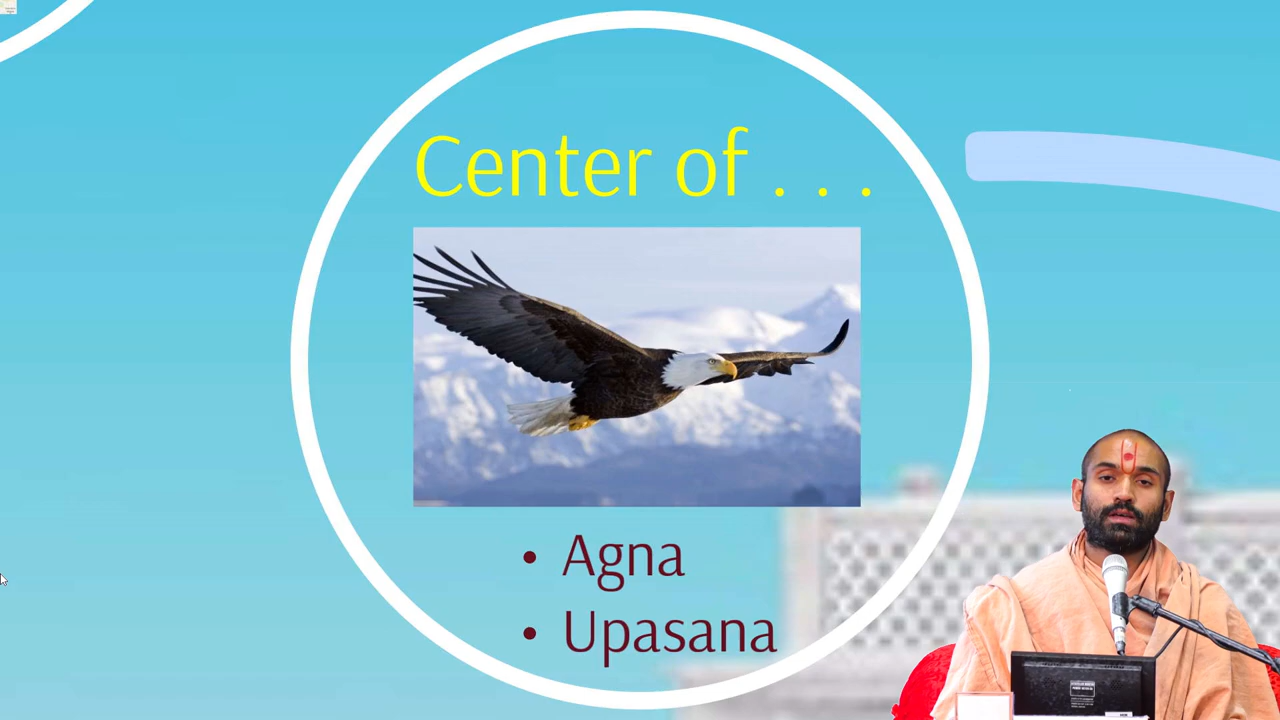 Center of . . .
• Agna
• Upasana